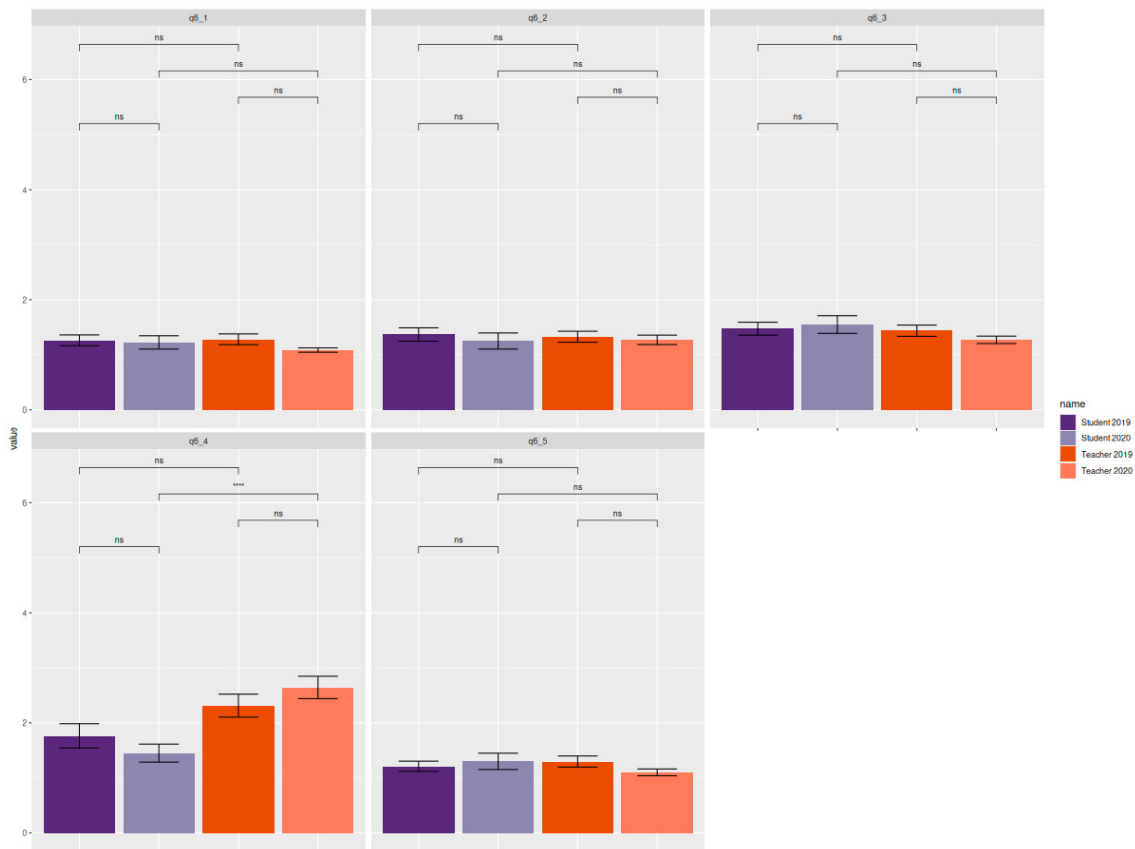 q6_1
q6_2
q6_3
ns
ns
ns
ns
ns
ns
ns
ns
ns
ns
ns
ns
6
4
2
0
value
q6_4
q6_5
ns
ns
****
ns
ns
ns
ns
ns
6
4
2
0
name
Student 2019
Student 2020
Teacher 2019
Teacher 2020